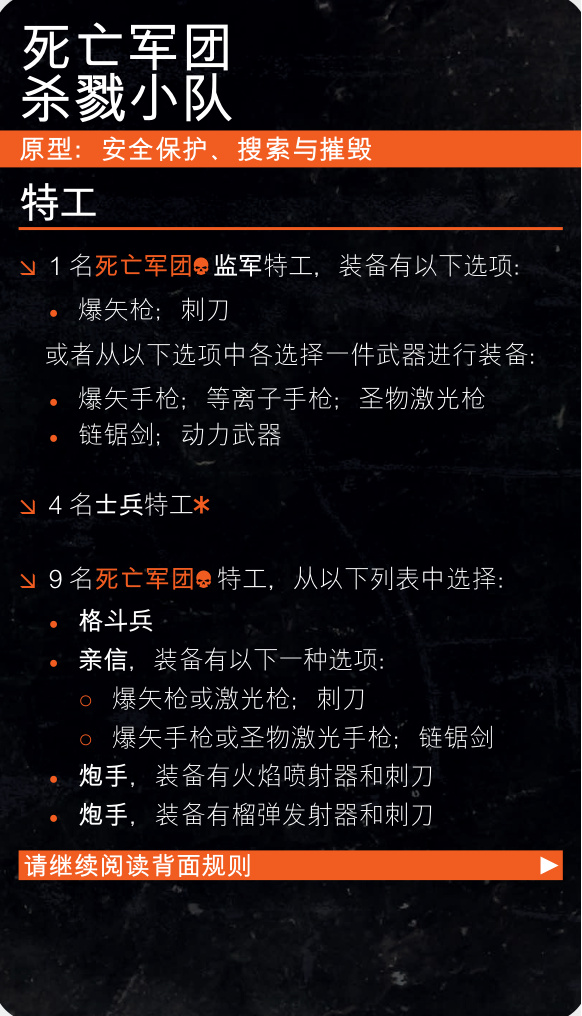 死亡军团
杀戮小队
原型：安全保护、搜索与摧毁
特工
1 名死亡军团监军特工，装备有以下选项：
• 爆矢枪；刺刀
或者从以下选项中各选择一件武器进行装备：
• 爆矢手枪；等离子手枪；圣物激光枪
• 链锯剑；动力武器
4 名士兵特工*
9 名死亡军团特工，从以下列表中选择：
• 格斗兵
• 亲信，装备有以下一种选项：
○ 爆矢枪或激光枪；刺刀
○ 爆矢手枪或圣物激光手枪；链锯剑
• 炮手，装备有火焰喷射器和刺刀
• 炮手，装备有榴弹发射器和刺刀
请继续阅读背面规则